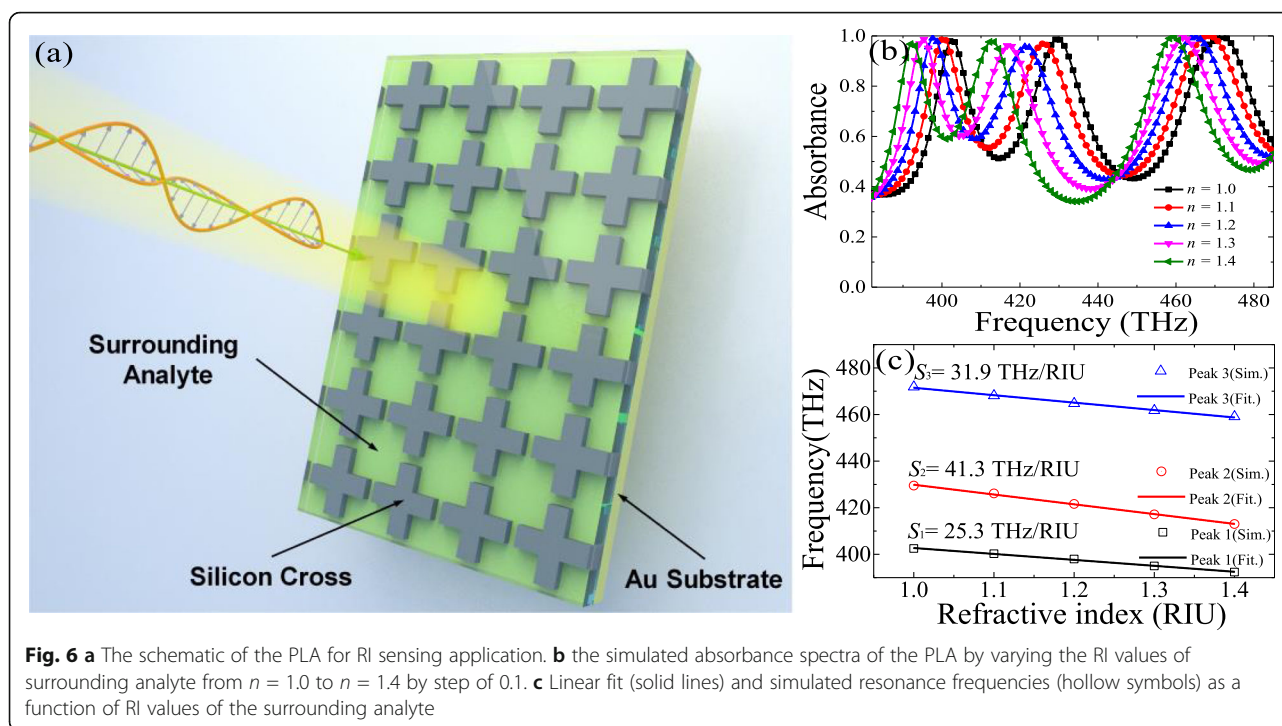 (a)
Surrounding
Analyte
Silicon Cross
Au Substrate
(b)
Absorbance
1.0
0.8
0.6
0.4
0.2
0.0
n = 1.0
n = 1.1
n = 1.2
n = 1.3
n = 1.4
400 420 440 460 480
Frequency (THz)
(c)
Frequency(THz)
480
460
430
420
400
S3= 31.9 THz/RIU
Peak 3(Sim.)
Peak 3(Fit.)
S2= 41.3 THz/RIU
Peak 2(Sim.)
Peak 2(Fit.)
S1= 25.3 THz/RIU
Peak 1(Sim.)
Peak 1(Fit.)
1.0 1.1 1.2 1.3 1.4
Refractive index (RIU)
Fig. 6 a The schematic of the PLA for RI sensing application. b the simulated absorbance spectra of the PLA by varying the RI values of
surrounding analyte from n = 1.0 to n = 1.4 by step of 0.1. c Linear fit (solid lines) and simulated resonance frequencies (hollow symbols) as a
function of RI values of the surrounding analyte